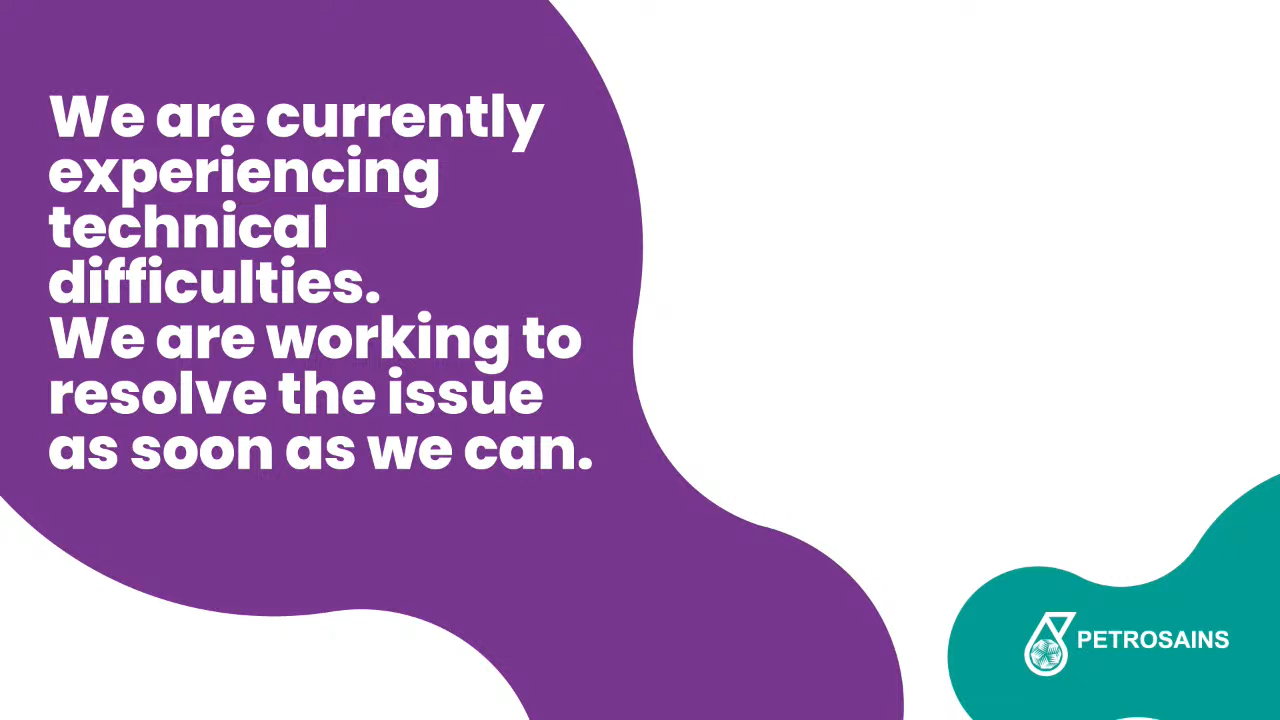 We are currently
experiencing
technical
difficulties.
We are working to
resolve the issue
as soon as we can.
PETROSAINS